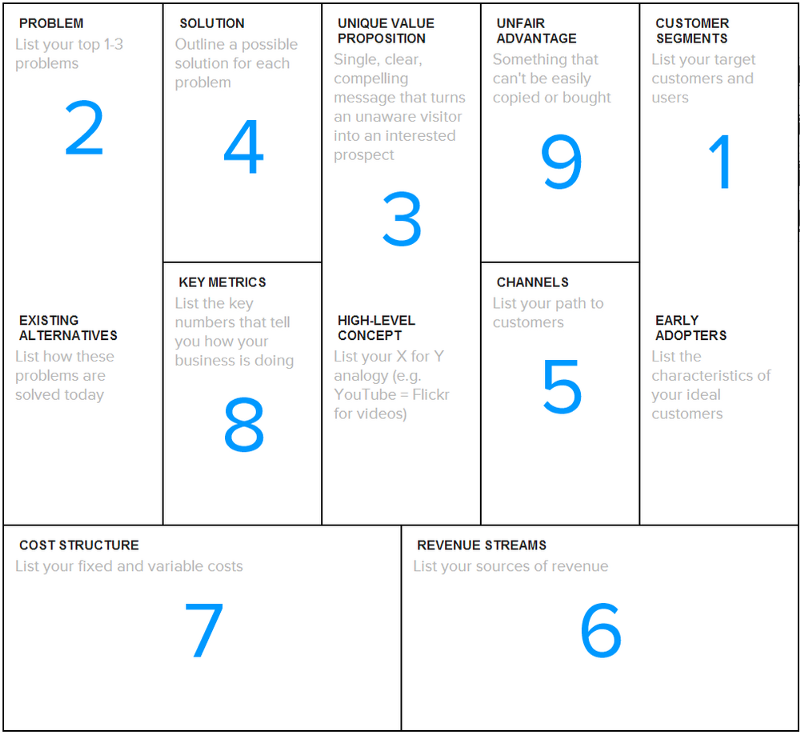 PROBLEM
List your top 1-3
problems
2
EXISTING
ALTERNATIVES
List how these
problems are
solved today
SOLUTION
Outline a possible
solution for each
problem
4
KEY METRICS
List the key
numbers that tell
you how your
business is doing
8
UNIQUE VALUE
PROPOSITION
Single, clear,
compelling
message that turns
an unaware visitor
into an interested
prospect
3
HIGH-LEVEL
CONCEPT
List your X for Y
analogy (e.g.
YouTube = Flickr
for videos)
UNFAIR
ADVANTAGE
Something that
can't be easily
copied or bought
9
CHANNELS
List your path to
customers
5
CUSTOMER
SEGMENTS
List your target
customers and
users
1
EARLY
ADOPTERS
List the
characteristics of
your ideal
customers
COST STRUCTURE
List your fixed and variable costs
7
REVENUE STREAMS
List your sources of revenue
6